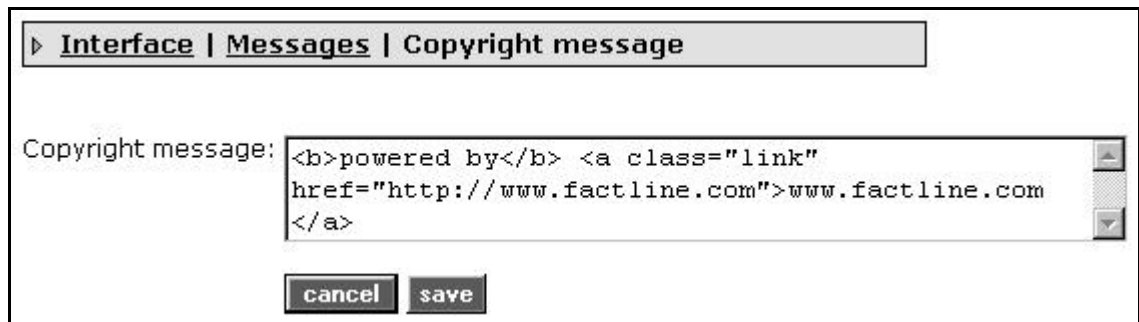 Interface | Messages | Copyright message
Copyright message:
<b>powered by</b> <a class="link"
href="http://www.factline.com">www.factline.com
</a>
cancel save